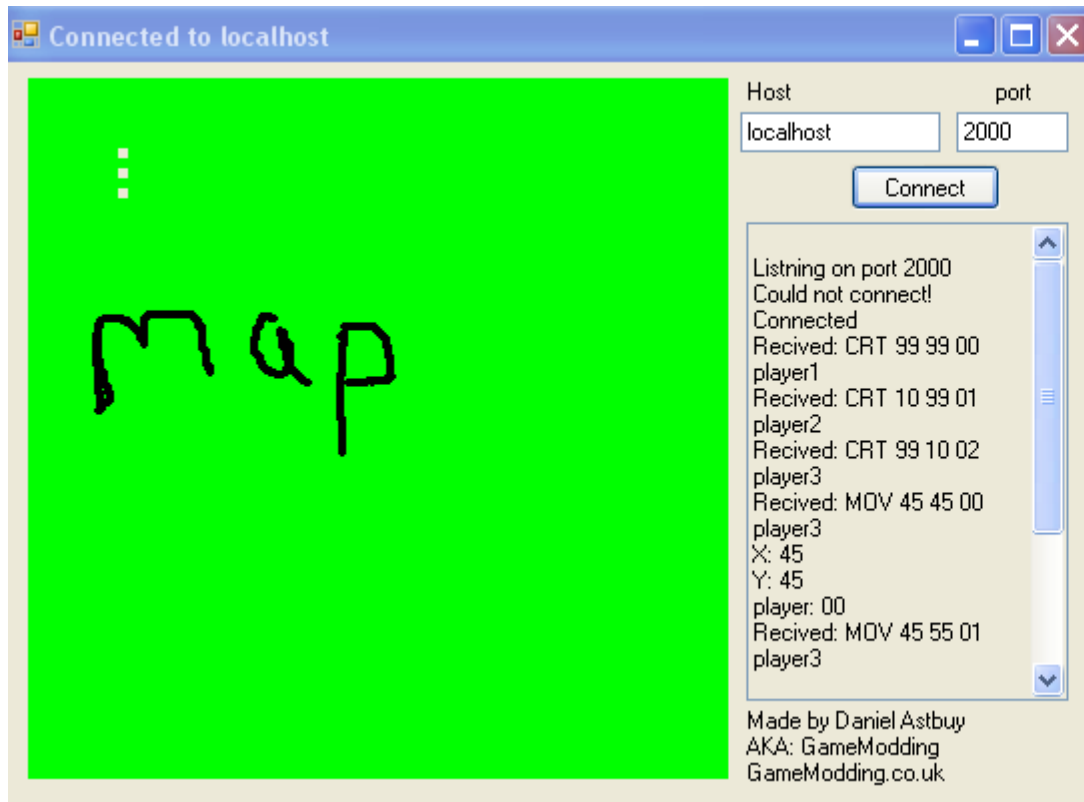 Connected to localhost
Host port
localhost 2000
Connect
Listning on port 2000
Could not connect!
Connected
Recived: CRT 99 99 00
player1
Recived: CRT 10 99 01
player2
Recived: CRT 99 10 02
player3
Recived: MOV 45 45 00
player3
X: 45
Y: 45
player: 00
Recived: MOV 45 55 01
player3
map
Made by Daniel Astbuy
AKA: GameModding
GameModding.co.uk